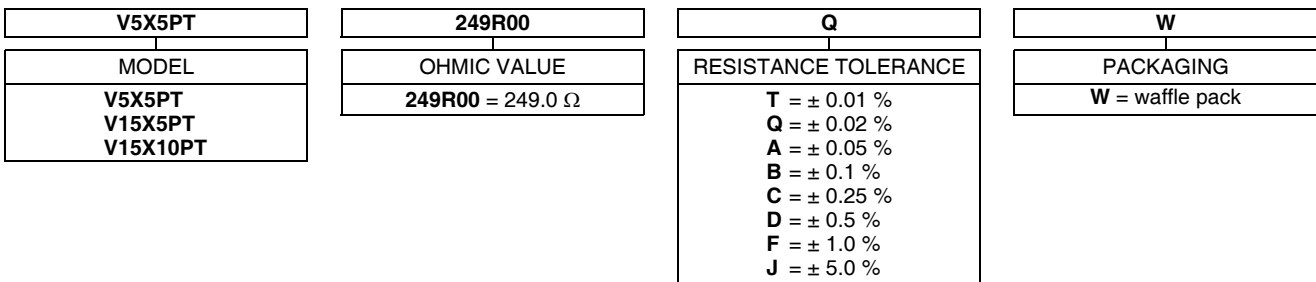 V5X5PT
249R00
Q
W
MODEL
V5X5PT
V15X5PT
V15X10PT
OHMIC VALUE
249R00 = 249.0 Ω
RESISTANCE TOLERANCE
T = ± 0.01 %
Q = ± 0.02 %
A = ± 0.05 %
B = ± 0.1 %
C = ± 0.25 %
D = ± 0.5 %
F = ± 1.0 %
J = ± 5.0 %
PACKAGING
W = waffle pack